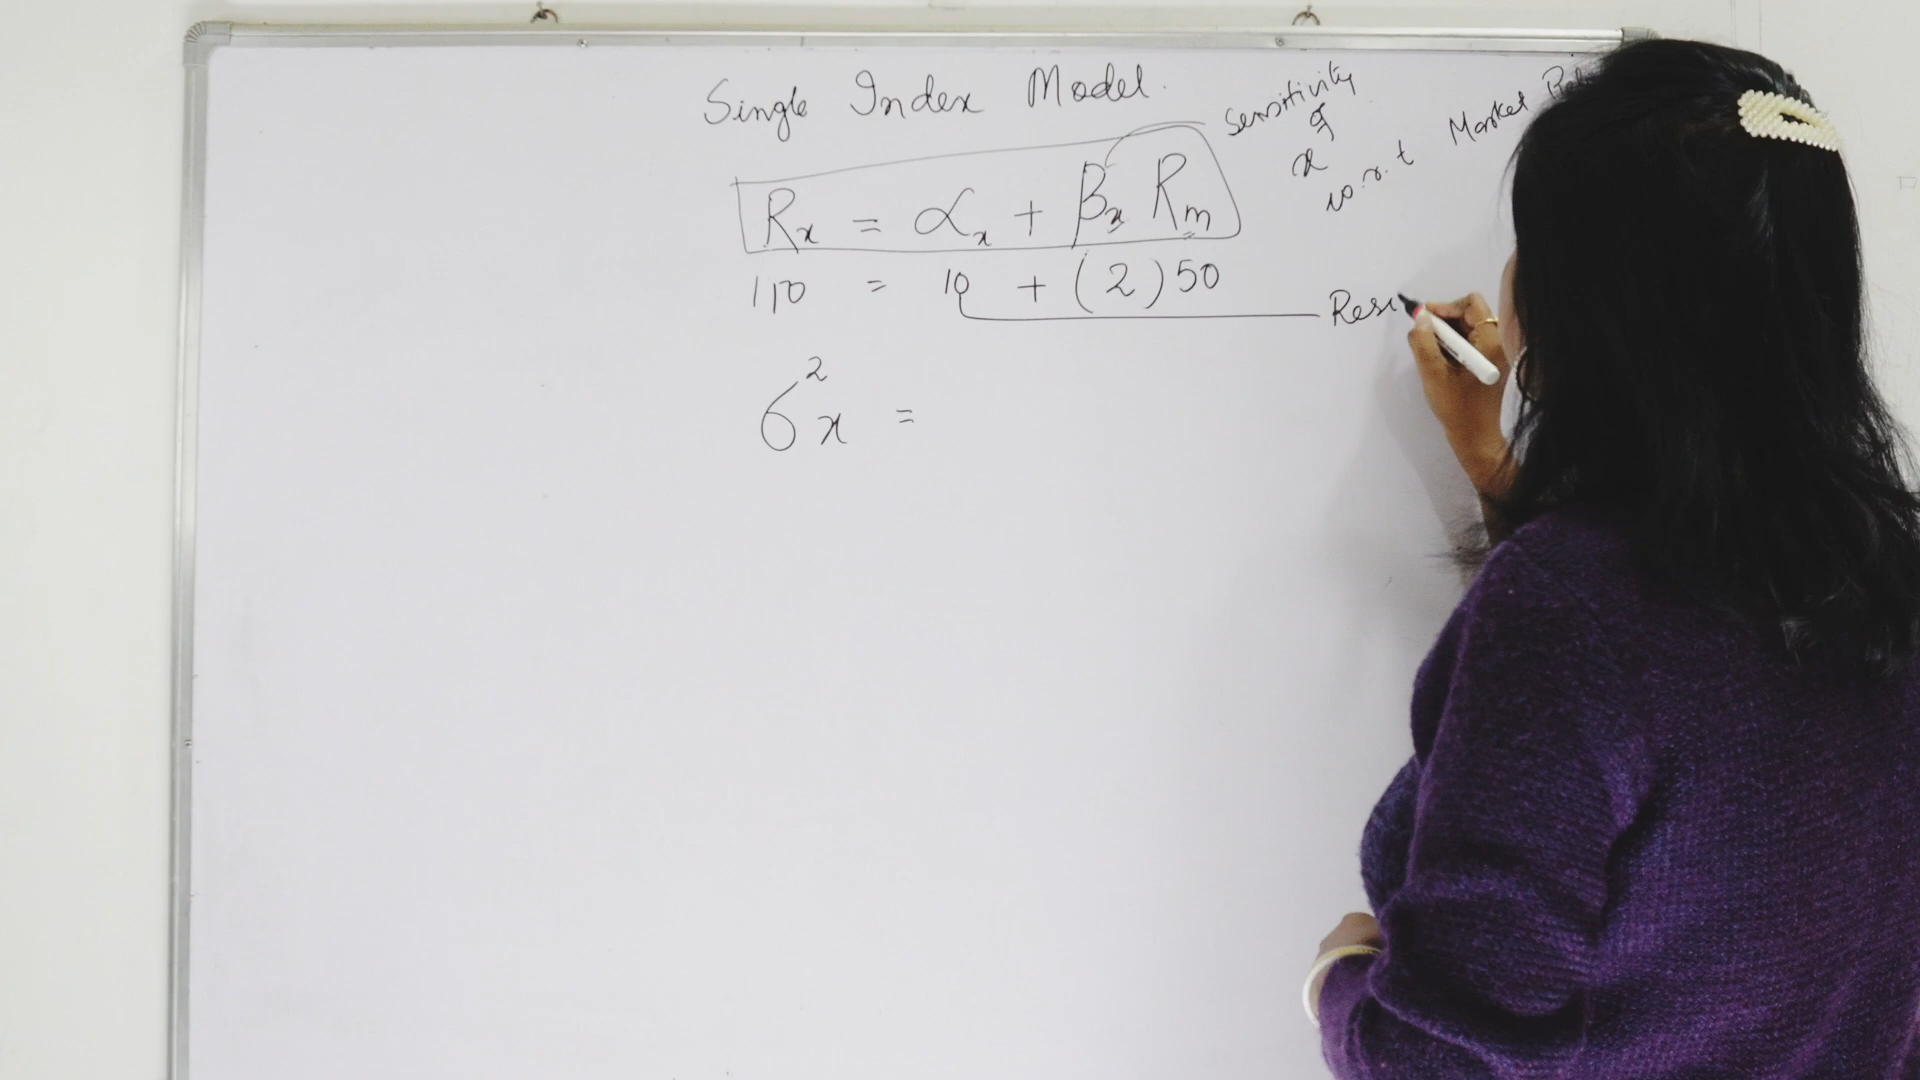 Single Index Model.
Sensitivity
of
x
w.r.t Market
Rx = αx + βx Rm
110 = 10 + (2)50
Resi
σ²x =